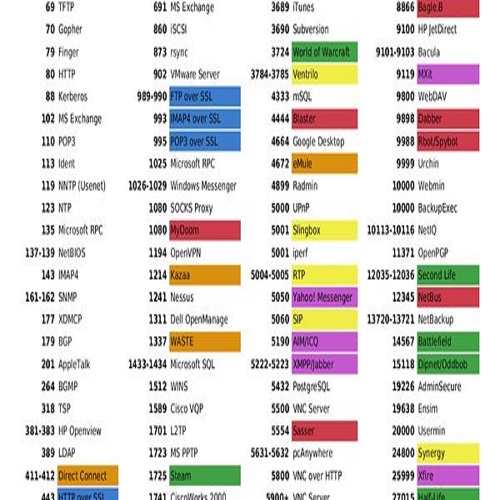 69 TFTP
70 Gopher
79 Finger
80 HTTP
88 Kerberos
102 MS Exchange
110 POP3
113 Ident
119 NNTP (Usenet)
123 NTP
135 Microsoft RPC
137-139 NetBIOS
143 IMAP4
161-162 SNMP
177 XDMCP
179 BGP
201 AppleTalk
264 BGMP
318 TSP
381-383 HP Openview
389 LDAP
411-412 Direct Connect
443 HTTP over SSL
691 MS Exchange
860 iSCSI
873 rsync
902 VMware Server
989-990 FTP over SSL
993 IMAP4 over SSL
995 POP3 over SSL
1025 Microsoft RPC
1026-1029 Windows Messenger
1080 SOCKS Proxy
1080 MyDoom
1194 OpenVPN
1214 Kazaa
1241 Nessus
1311 Dell OpenManage
1337 WASTE
1433-1434 Microsoft SQL
1512 WINS
1589 Cisco VQP
1701 L2TP
1723 MS PPTP
1725 Steam
1741 CiscoWorks 2000
3689 iTunes
3690 Subversion
3724 World of Warcraft
3784-3785 Ventrilo
4333 mSQL
4444 Blaster
4664 Google Desktop
4672 eMule
4899 Radmin
5000 UPnP
5001 Slingbox
5001 iperf
5004-5005 RTP
5050 Yahoo! Messenger
5060 SIP
5190 AIM/ICQ
5222-5223 XMPP/Jabber
5432 PostgreSQL
5500 VNC Server
5554 Sasser
5631-5632 pcAnywhere
5800 VNC over HTTP
5900+ VNC Server
8866 Bagle.B
9100 HP JetDirect
9101-9103 Bacula
9119 MXit
9800 WebDAV
9898 Dabber
9988 Rbot/Spybot
9999 Urchin
10000 Webmin
10000 BackupExec
10113-10116 NetIQ
11371 OpenPGP
12035-12036 Second Life
12345 NetBus
13720-13721 NetBackup
14567 Battlefield
15118 Dipnet/Oddbob
19226 AdminSecure
19638 Ensim
20000 Usermin
24800 Synergy
25999 Xfire
27015 Half-Life